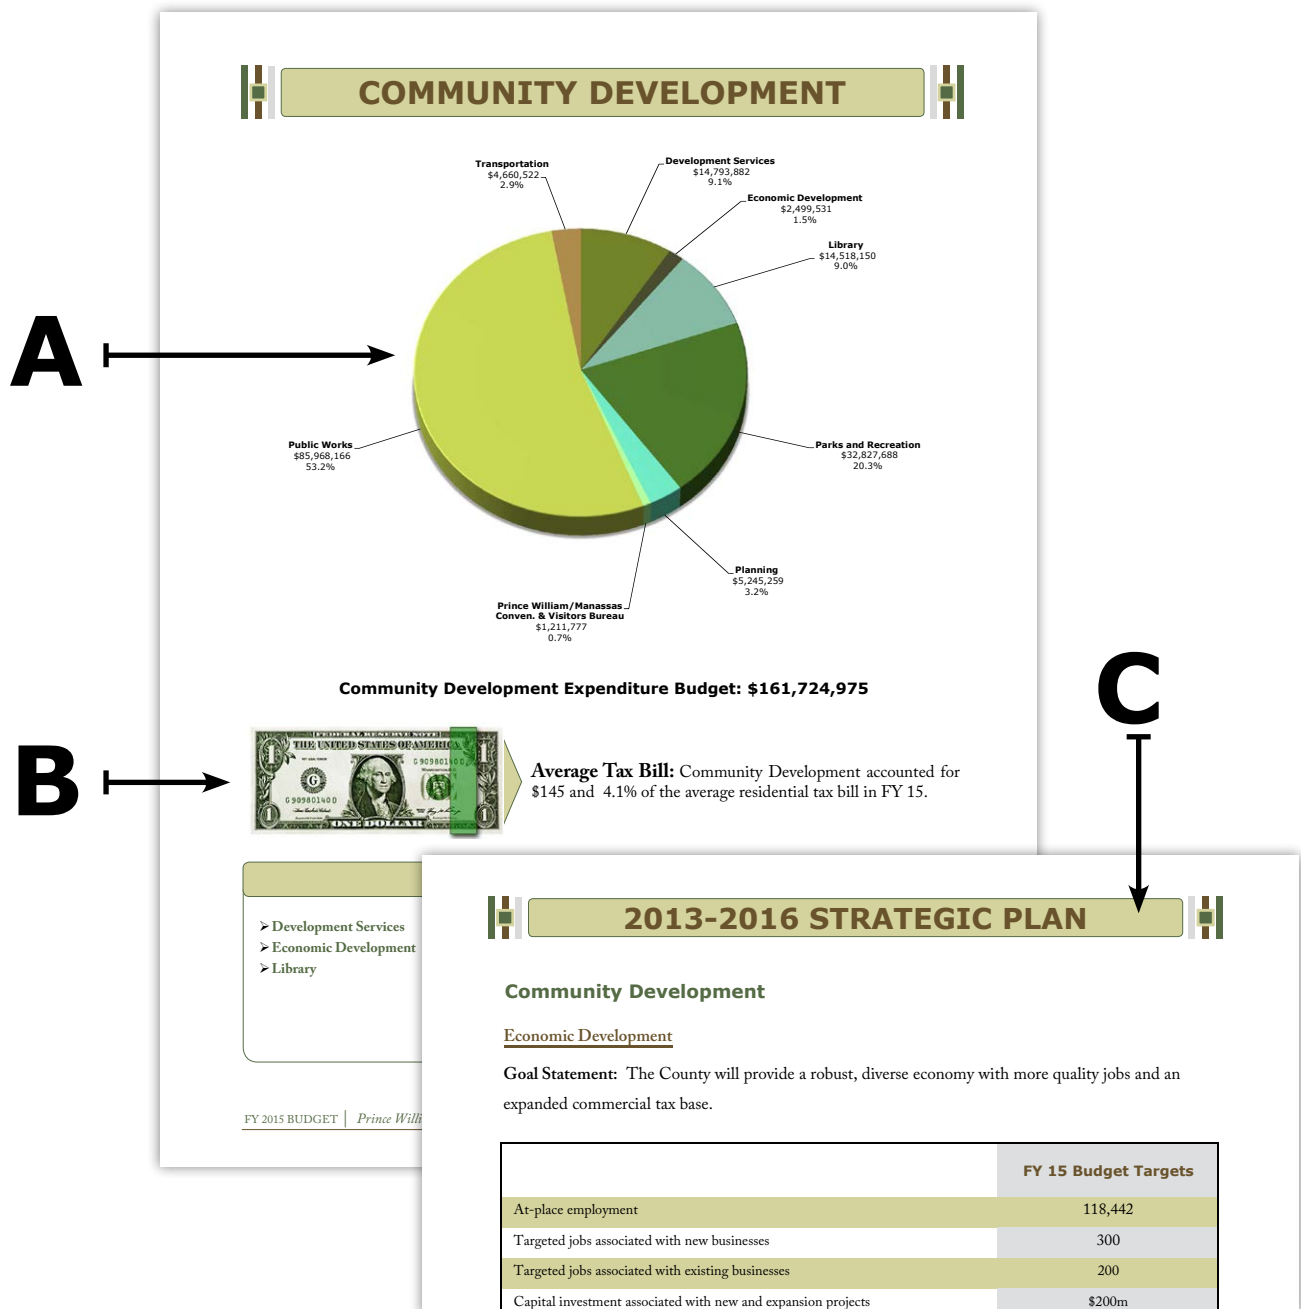 COMMUNITY DEVELOPMENT
Transportation
$4,660,522
2.9%
Development Services
$14,793,882
9.1%
Economic Development
$2,499,531
1.5%
Library
$14,518,150
9.0%
A
Public Works
$85,968,166
53.2%
Parks and Recreation
$32,827,688
20.3%
Planning
$5,245,259
3.2%
Prince William/Manassas
Conven. & Visitors Bureau
$1,211,777
0.7%
Community Development Expenditure Budget: $161,724,975
C
B
FEDERAL RESERVE NOTE
THE UNITED STATES OF AMERICA
G 90980140 D
G
G 90980140 D
ONE DOLLAR
Average Tax Bill: Community Development accounted for
$145 and 4.1% of the average residential tax bill in FY 15.
➢ Development Services
➢ Economic Development
➢ Library
FY 2015 BUDGET | Prince Willi
2013-2016 STRATEGIC PLAN
Community Development
Economic Development
Goal Statement: The County will provide a robust, diverse economy with more quality jobs and an
expanded commercial tax base.
FY 15 Budget Targets
At-place employment 118,442
Targeted jobs associated with new businesses 300
Targeted jobs associated with existing businesses 200
Capital investment associated with new and expansion projects $200m